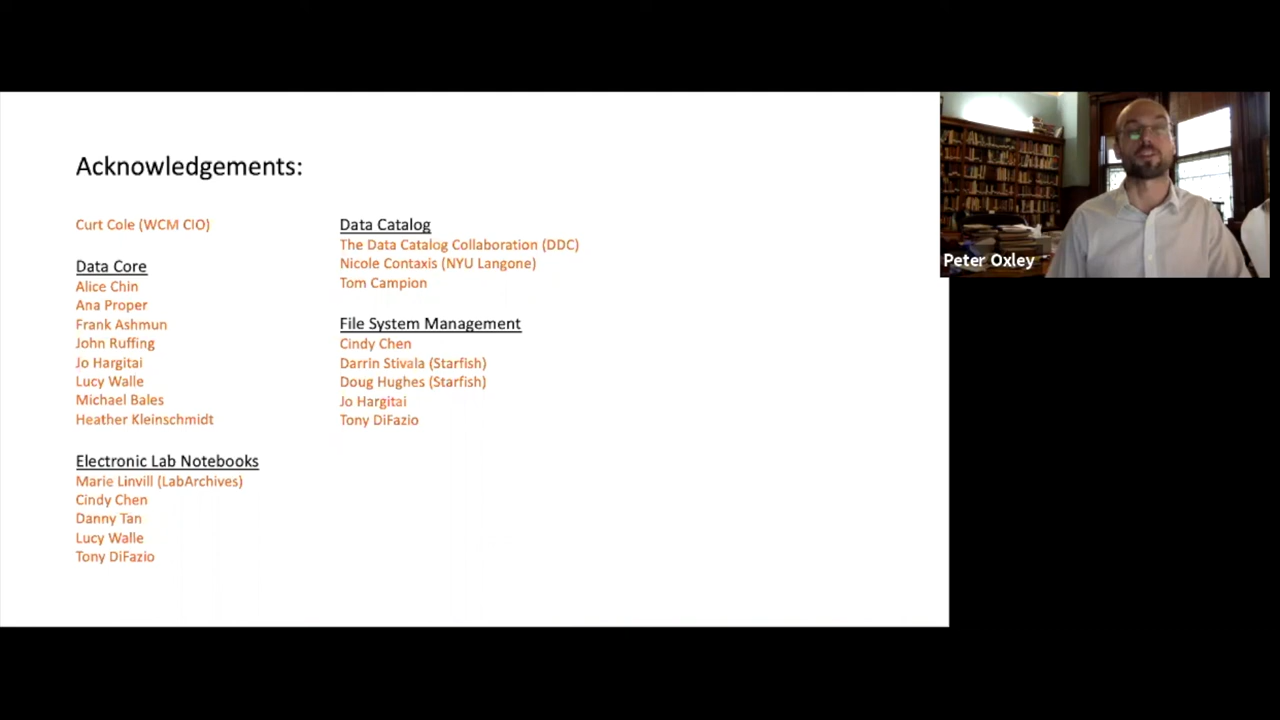 Acknowledgements:
Curt Cole (WCM CIO)
Data Core
Alice Chin
Ana Proper
Frank Ashmun
John Ruffing
Jo Hargitai
Lucy Walle
Michael Bales
Heather Kleinschmidt
Electronic Lab Notebooks
Marie Linvill (LabArchives)
Cindy Chen
Danny Tan
Lucy Walle
Tony DiFazio
Data Catalog
The Data Catalog Collaboration (DDC)
Nicole Contaxis (NYU Langone)
Tom Campion
File System Management
Cindy Chen
Darrin Stivala (Starfish)
Doug Hughes (Starfish)
Jo Hargitai
Tony DiFazio
Peter Oxley